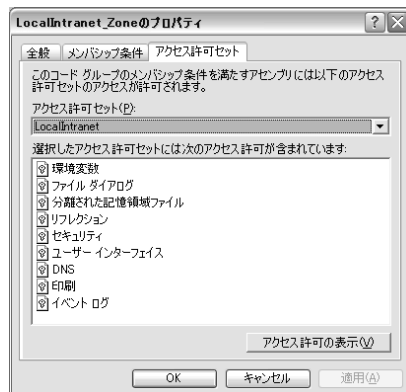 LocalIntranet_Zoneのプロパティ
全般 メンバシップ条件 アクセス許可セット
このコード グループのメンバシップ条件を満たすアセンブリには以下のアクセス
許可セットのアクセスが許可されます。
アクセス許可セット(P):
LocalIntranet
選択したアクセス許可セットには次のアクセス許可が含まれています:
環境変数
ファイル ダイアログ
分離された記憶領域ファイル
リフレクション
セキュリティ
ユーザー インターフェイス
DNS
印刷
イベント ログ
アクセス許可の表示(V)
OK キャンセル 適用(A)